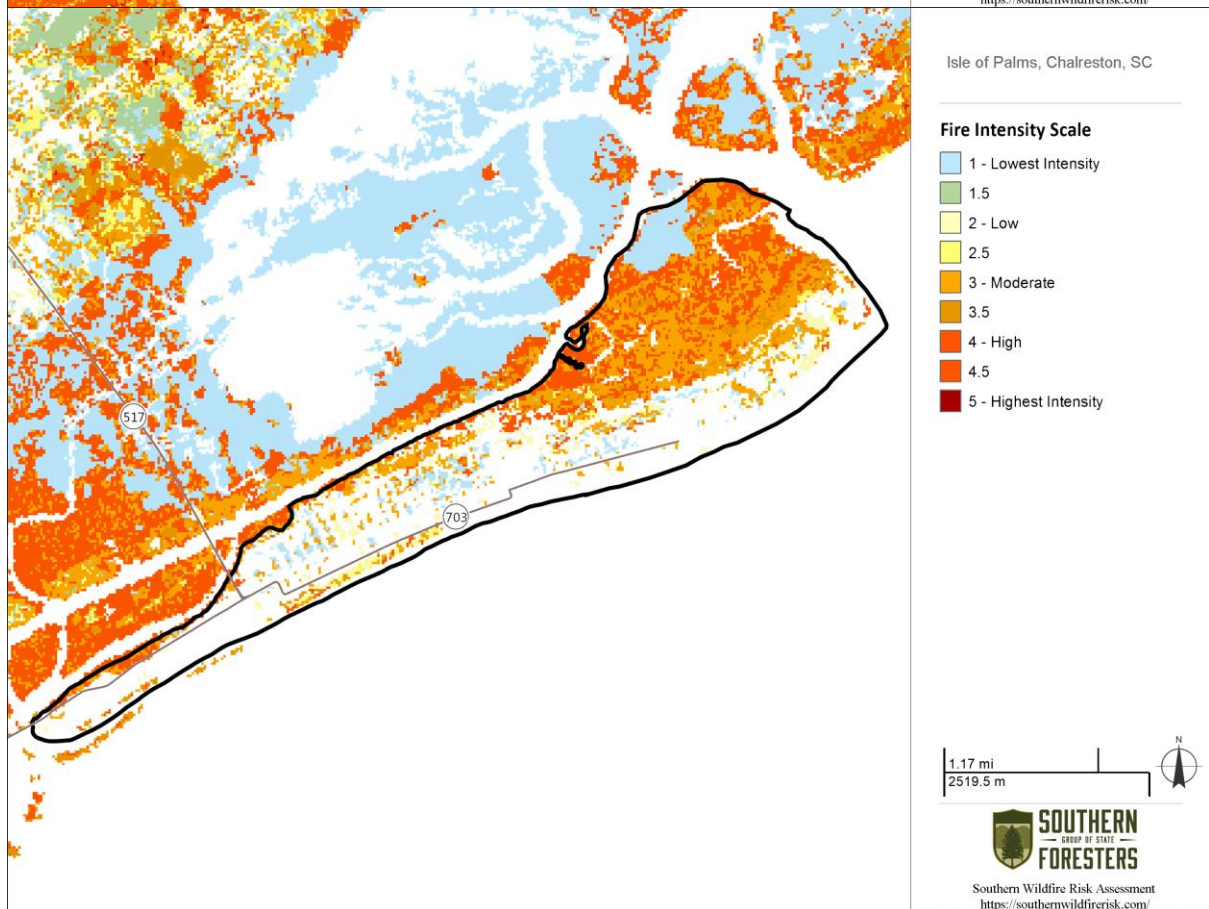 https://southernwildfirerisk.com/
Isle of Palms, Chalreston, SC
Fire Intensity Scale
1 - Lowest Intensity
1.5
2 - Low
2.5
3 - Moderate
3.5
4 - High
4.5
5 - Highest Intensity
517
703
N
1.17 mi
2519.5 m
SOUTHERN
GROUP OF STATE
FORESTERS
Southern Wildfire Risk Assessment
https://southernwildfirerisk.com/